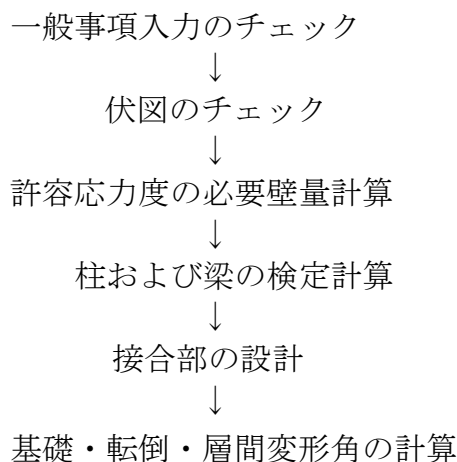 一般事項入力のチェック
↓
伏図のチェック
↓
許容応力度の必要壁量計算
↓
柱および梁の検定計算
↓
接合部の設計
↓
基礎・転倒・層間変形角の計算